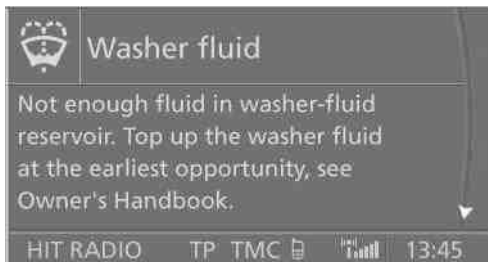 Washer fluid
Not enough fluid in washer-fluid
reservoir. Top up the washer fluid
at the earliest opportunity, see
Owner's Handbook.
HIT RADIO TP TMC 13:45